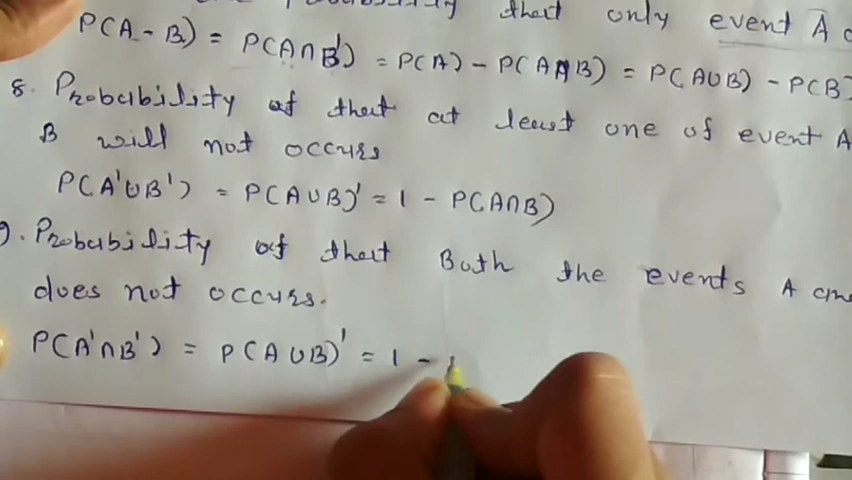 that only event A
P(A - B) = P(A∩B') = P(A) - P(A∩B) = P(A∪B) - P(B)
8. Probability of that at least one of event A
B will not occurs
P(A'∪B') = P(A∪B)' = 1 - P(A∩B)
9. Probability of that Both the events A
does not occurs.
P(A'∩B') = P(A∪B)' = 1 -